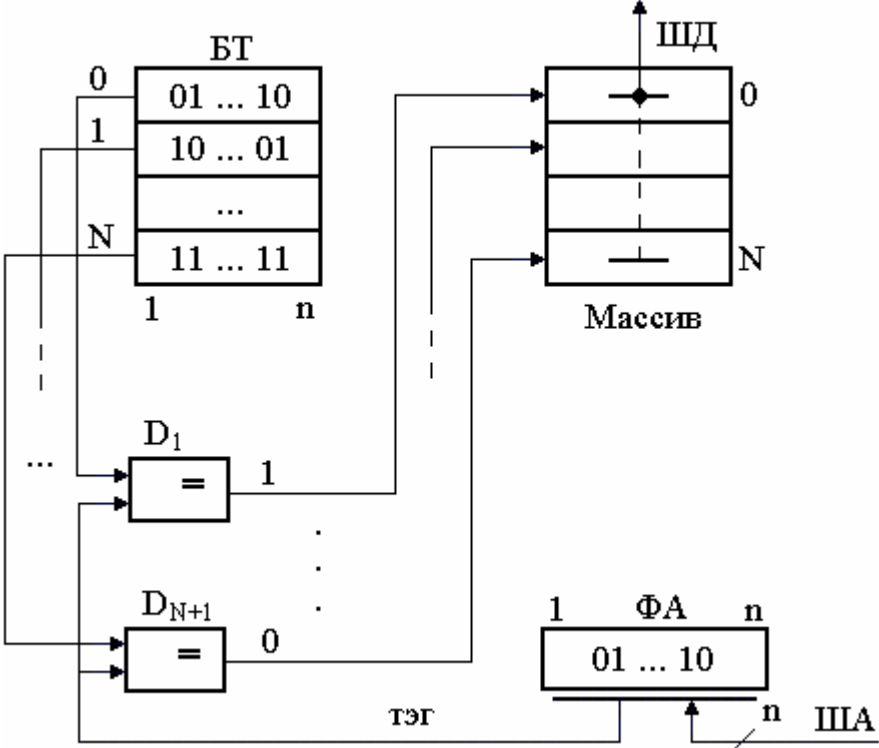 БТ
ШД
0
01 ... 10
0
1
10 ... 01
...
N
11 ... 11
N
1 n
Массив
...
D1
=
1
DN+1
=
0
1 ФА n
01 ... 10
тэг
n
ША